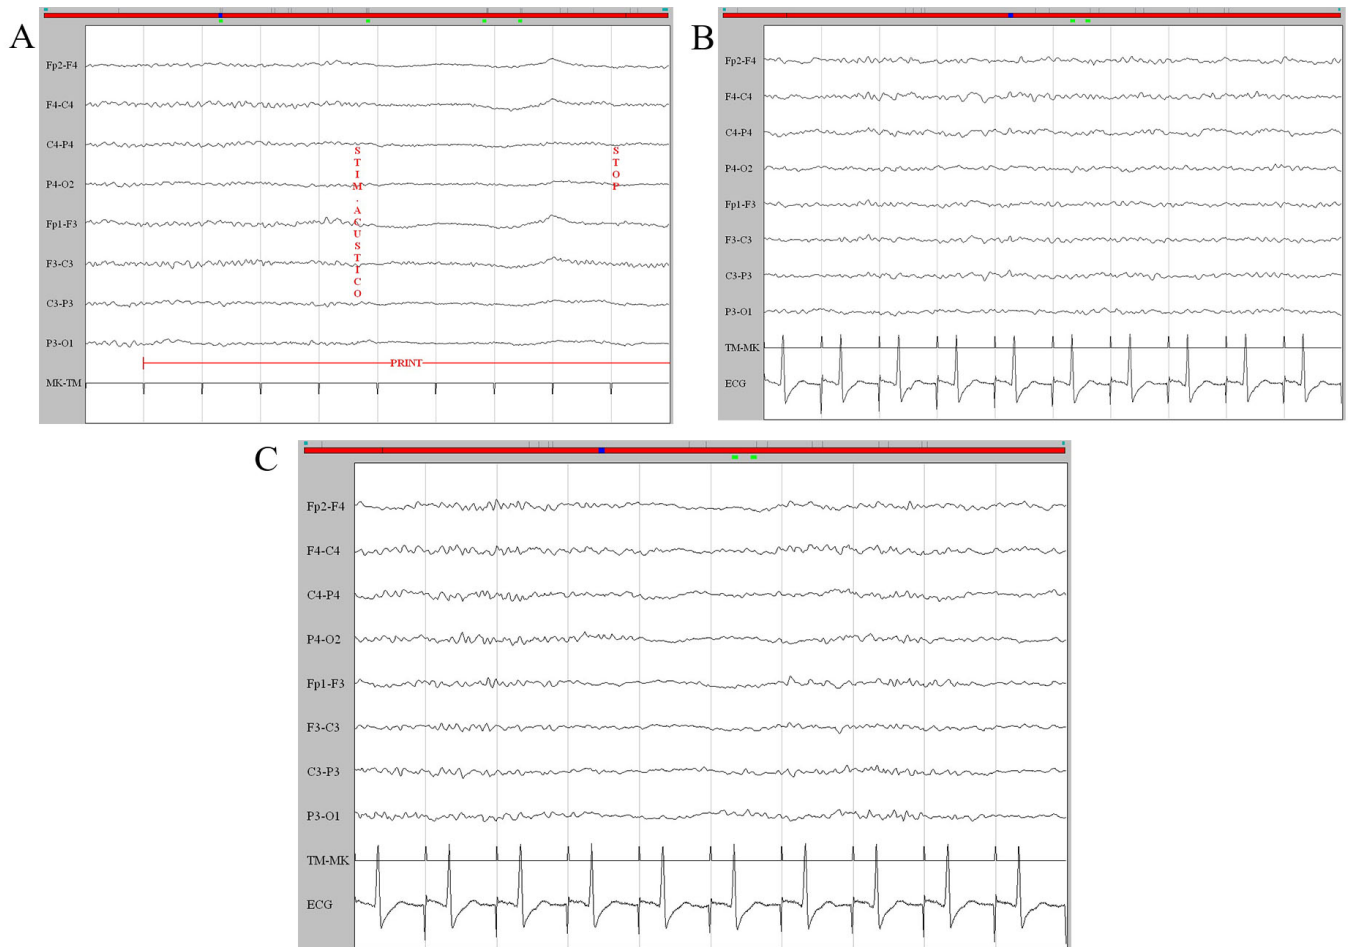 A
Fp2-F4
F4-C4
C4-P4
P4-O2
Fp1-F3
F3-C3
C3-P3
P3-O1
MK-TM
STIM.ACUSTICO
STOP
PRINT
B
Fp2-F4
F4-C4
C4-P4
P4-O2
Fp1-F3
F3-C3
C3-P3
P3-O1
TM-MK
ECG
C
Fp2-F4
F4-C4
C4-P4
P4-O2
Fp1-F3
F3-C3
C3-P3
P3-O1
TM-MK
ECG